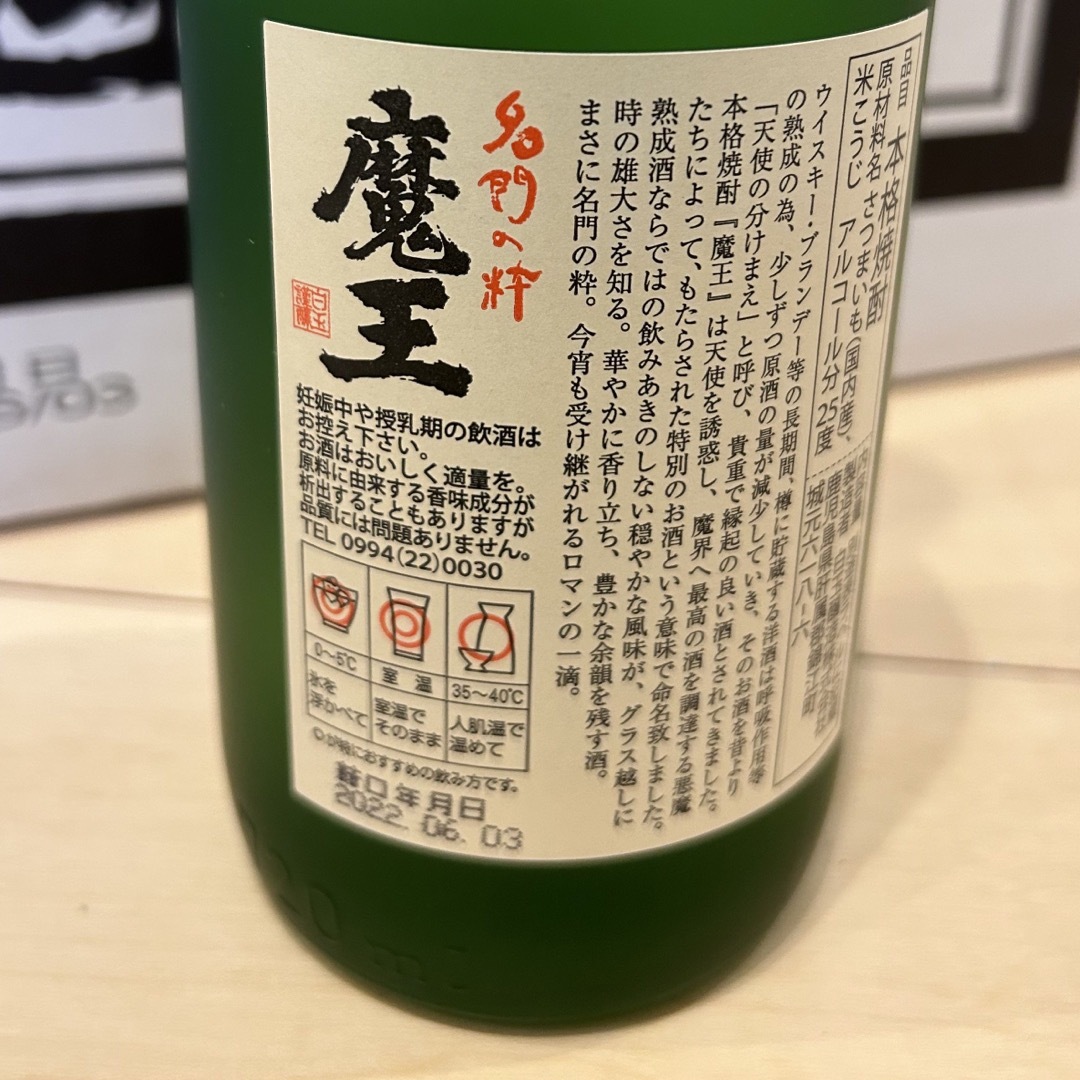 品目 本格焼酎
原材料名 さつまいも(国内産)、
米こうじ アルコール分 25度
城元六一八-六
ウイスキー・ブランデー等の長期間、樽に貯蔵する洋酒は呼吸作用等
の熟成の為、少しずつ原酒の量が減少していき、そのお酒を昔より
「天使の分けまえ」と呼び、貴重で縁起の良い酒とされてきました。
本格焼酎『魔王』は天使を誘惑し、魔界へ最高の酒を調達する悪魔
たちによって、もたらされた特別のお酒という意味で命名致しました。
熟成酒ならではの飲みあきのしない穏やかな風味が、グラス越しに
時の雄大さを知る。華やかに香り立ち、豊かな余韻を残す酒。
まさに名門の粋。今宵も受け継がれるロマンの一滴。
名門の粋
魔王
妊娠中や授乳期の飲酒は
お控え下さい。
お酒はおいしく適量を。
原料に由来する香味成分が
析出することもありますが
品質には問題ありません。
TEL 0994(22)0030
0〜5℃
氷を
浮かべて
室温
室温で
そのまま
35〜40℃
人肌温で
温めて
◎が特におすすめの飲み方です。
詰口年月日
2022.06.03